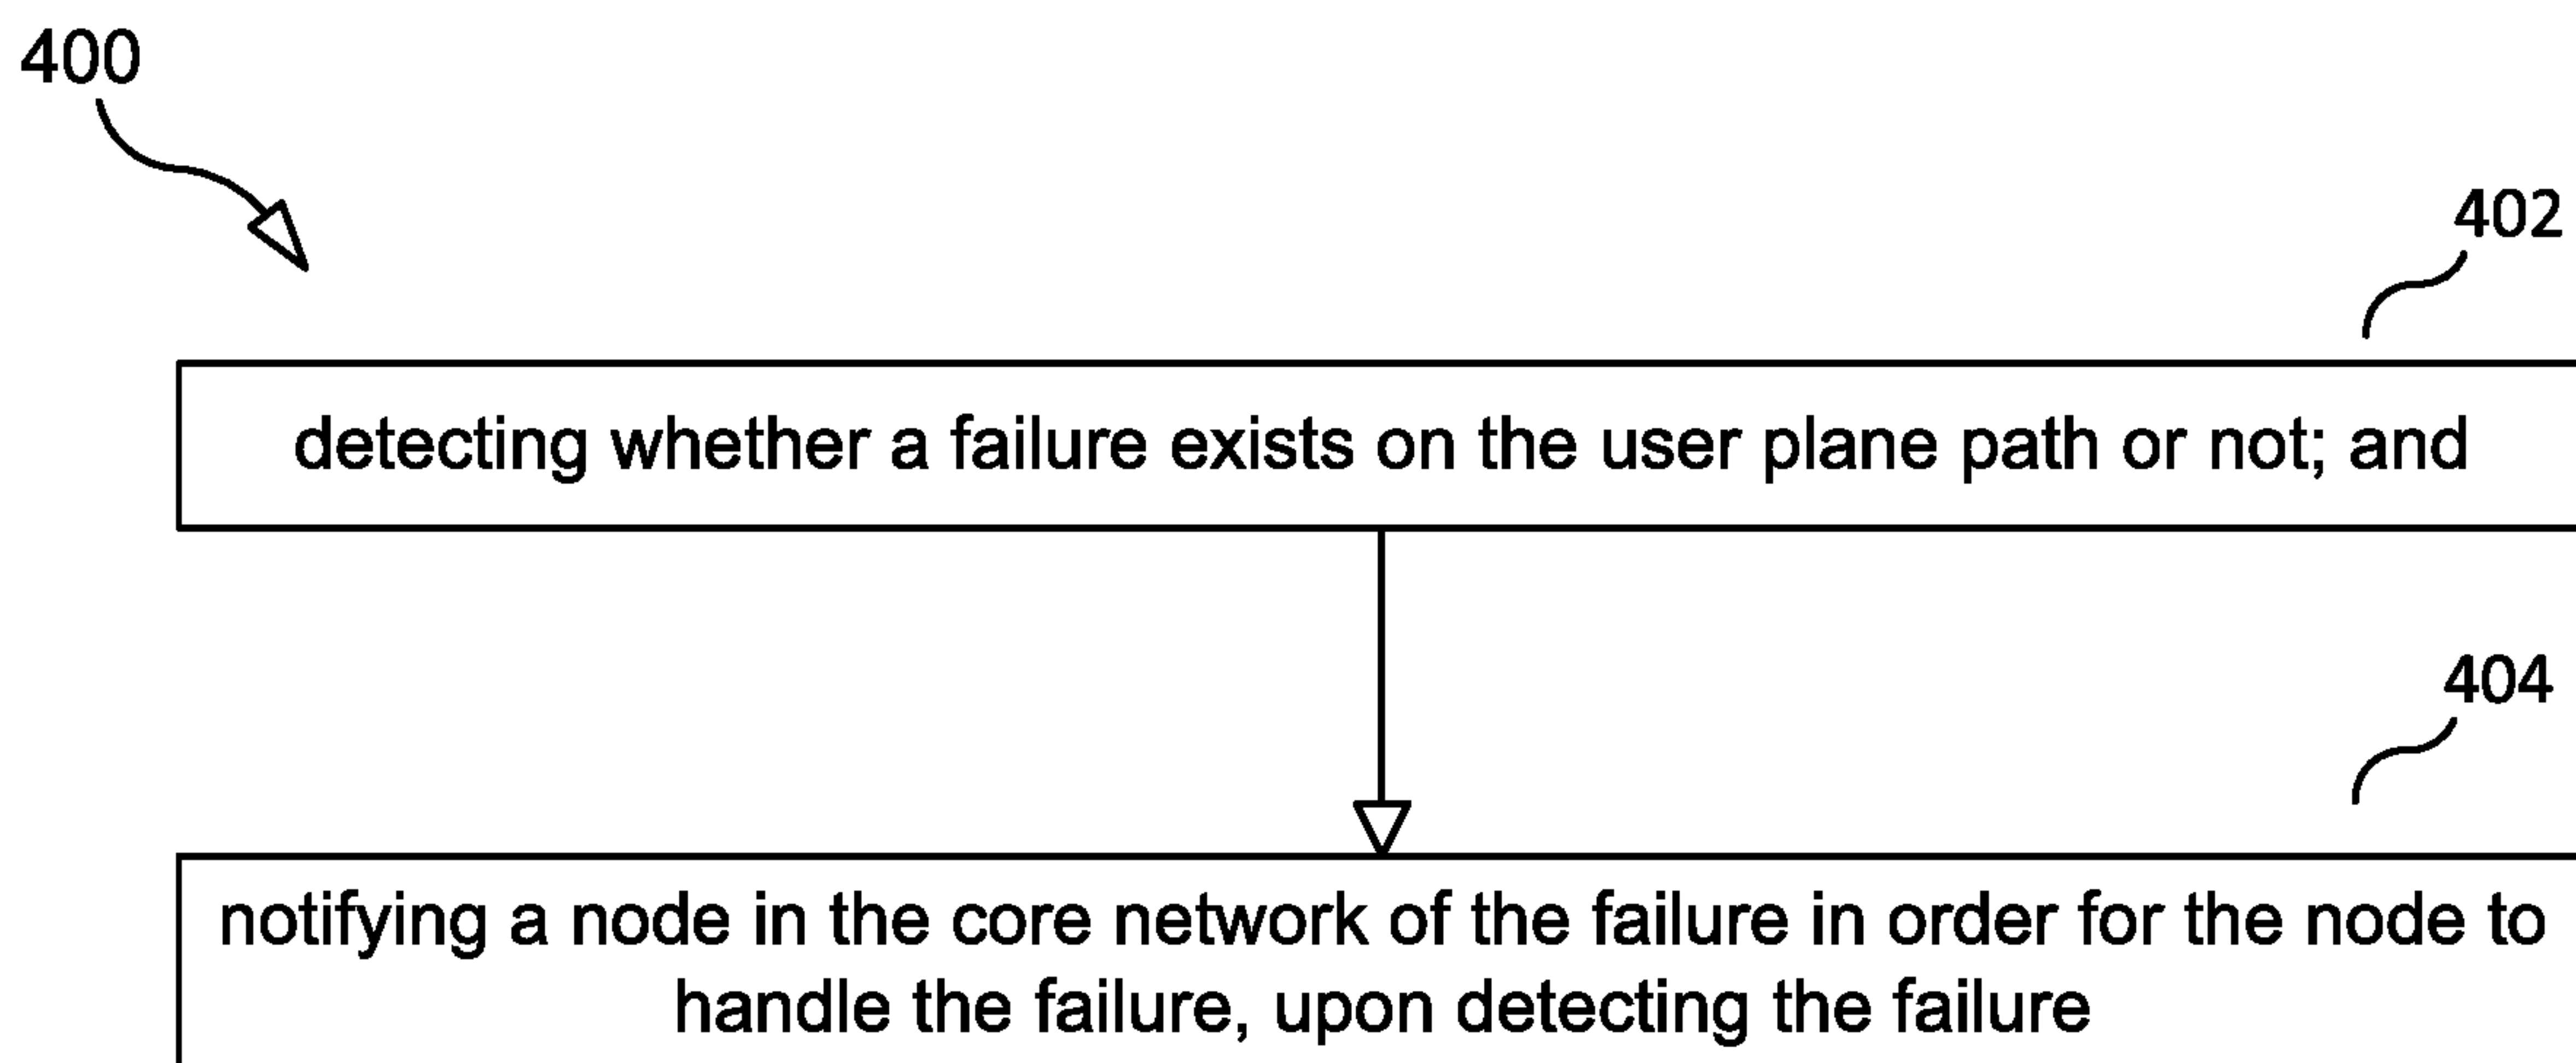 400
402
detecting whether a failure exists on the user plane path or not; and
404
notifying a node in the core network of the failure in order for the node to
handle the failure, upon detecting the failure